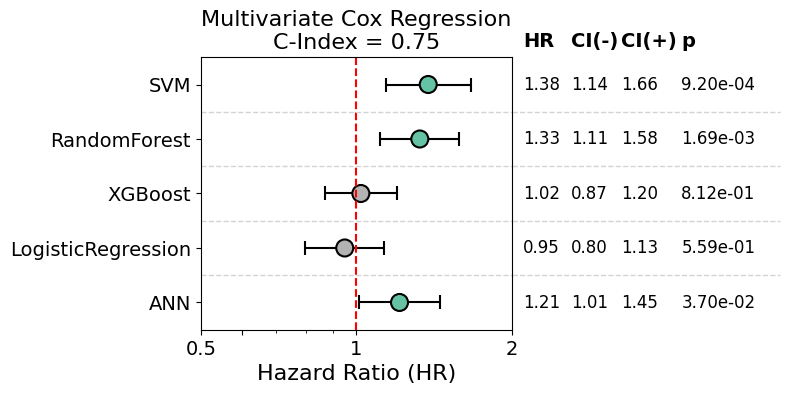 Multivariate Cox Regression
C-Index = 0.75
HR CI(-) CI(+) p
SVM 1.38 1.14 1.66 9.20e-04
RandomForest 1.33 1.11 1.58 1.69e-03
XGBoost 1.02 0.87 1.20 8.12e-01
LogisticRegression 0.95 0.80 1.13 5.59e-01
ANN 1.21 1.01 1.45 3.70e-02
0.5 1 2
Hazard Ratio (HR)